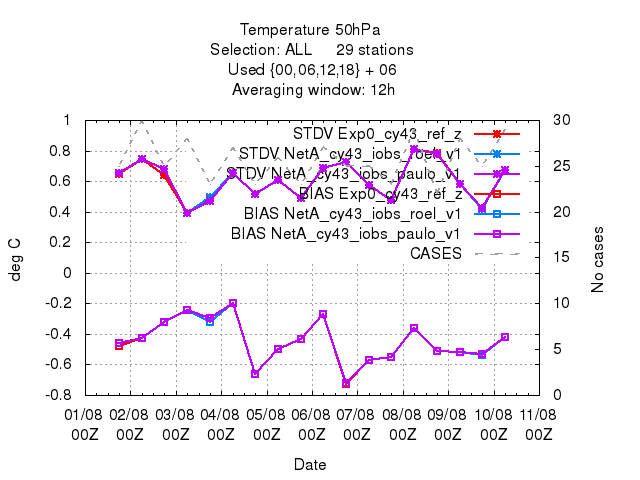 Temperature 50hPa
Selection: ALL 29 stations
Used {00,06,12,18} + 06
Averaging window: 12h
STDV Exp0_cy43_ref_z
STDV NetA_cy43_iobs_roel_v1
STDV NetA_cy43_iobs_paulo_v1
BIAS Exp0_cy43_ref_z
BIAS NetA_cy43_iobs_roel_v1
BIAS NetA_cy43_iobs_paulo_v1
CASES
deg C
1
0.8
0.6
0.4
0.2
0
-0.2
-0.4
-0.6
-0.8
No cases
30
25
20
15
10
5
0
01/08 02/08 03/08 04/08 05/08 06/08 07/08 08/08 09/08 10/08 11/08
00Z 00Z 00Z 00Z 00Z 00Z 00Z 00Z 00Z 00Z 00Z
Date